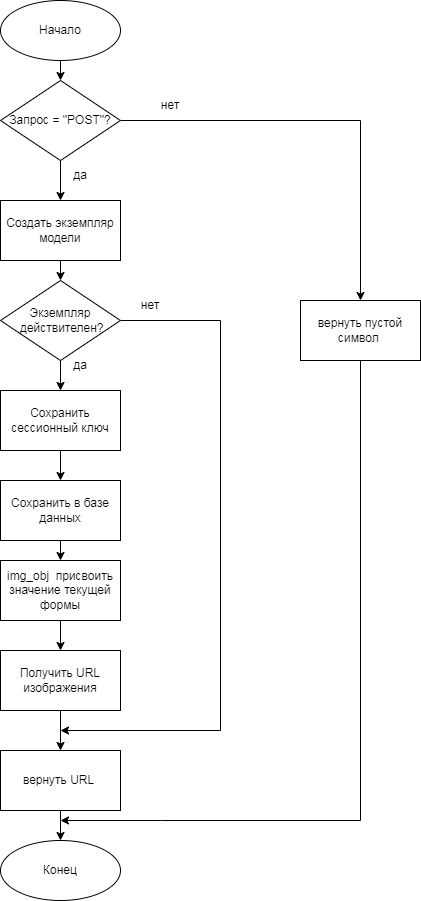 Начало
нет
Запрос = "POST"?
да
Создать экземпляр
модели
нет
Экземпляр
действителен?
вернуть пустой
символ
да
Сохранить
сессионный ключ
Сохранить в базе
данных
img_obj присвоить
значение текущей
формы
Получить URL
изображения
вернуть URL
Конец